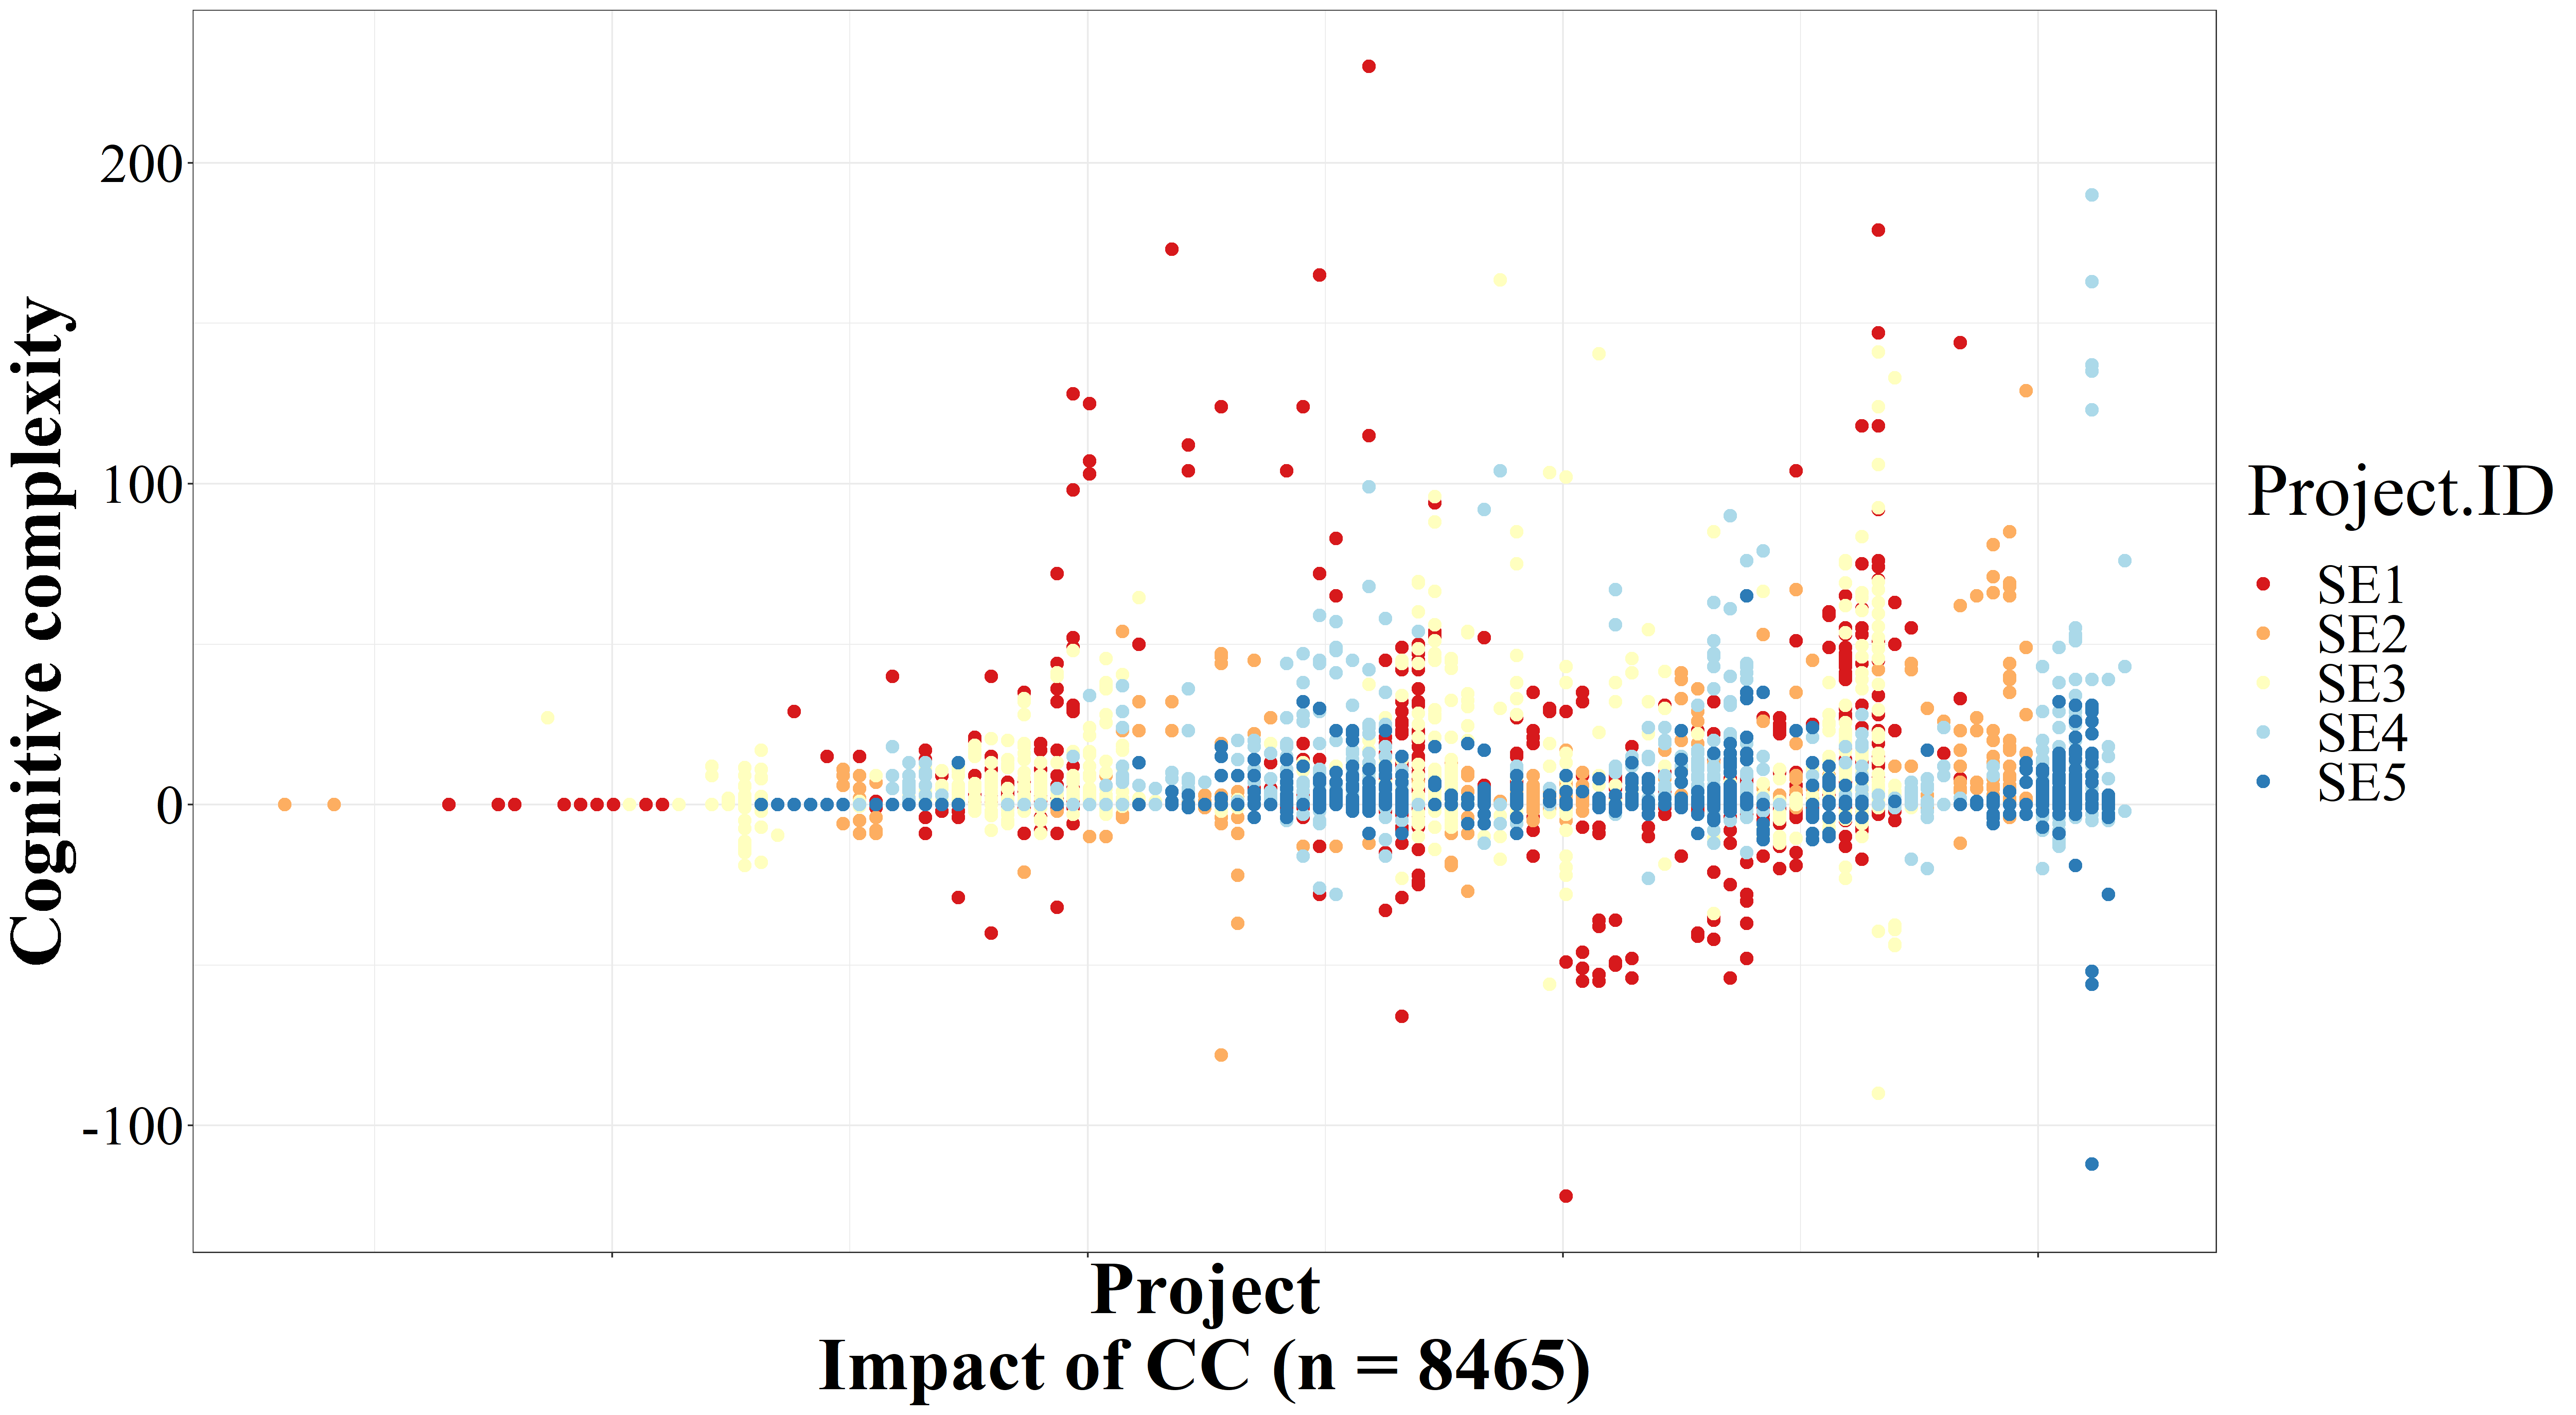 Cognitive complexity
200
100
0
-100
Project
Impact of CC (n = 8465)
Project.ID
SE1
SE2
SE3
SE4
SE5